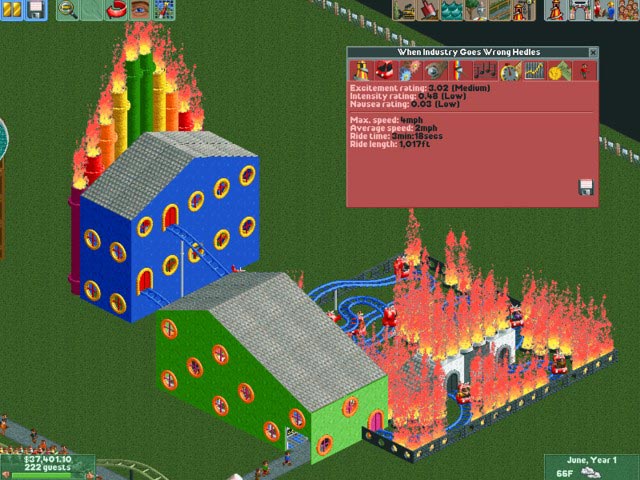 When Industry Goes Wrong Hedles
Excitement rating: 3.02 (Medium)
Intensity rating: 0.48 (Low)
Nausea rating: 0.03 (Low)
Max. speed: 4mph
Average speed: 2mph
Ride time: 3min:18secs
Ride length: 1,017ft
$37,401.10
222 guests
June, Year 1
66F